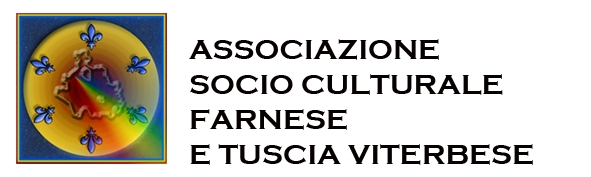 ASSOCIAZIONE
SOCIO CULTURALE
FARNESE
E TUSCIA VITERBESE